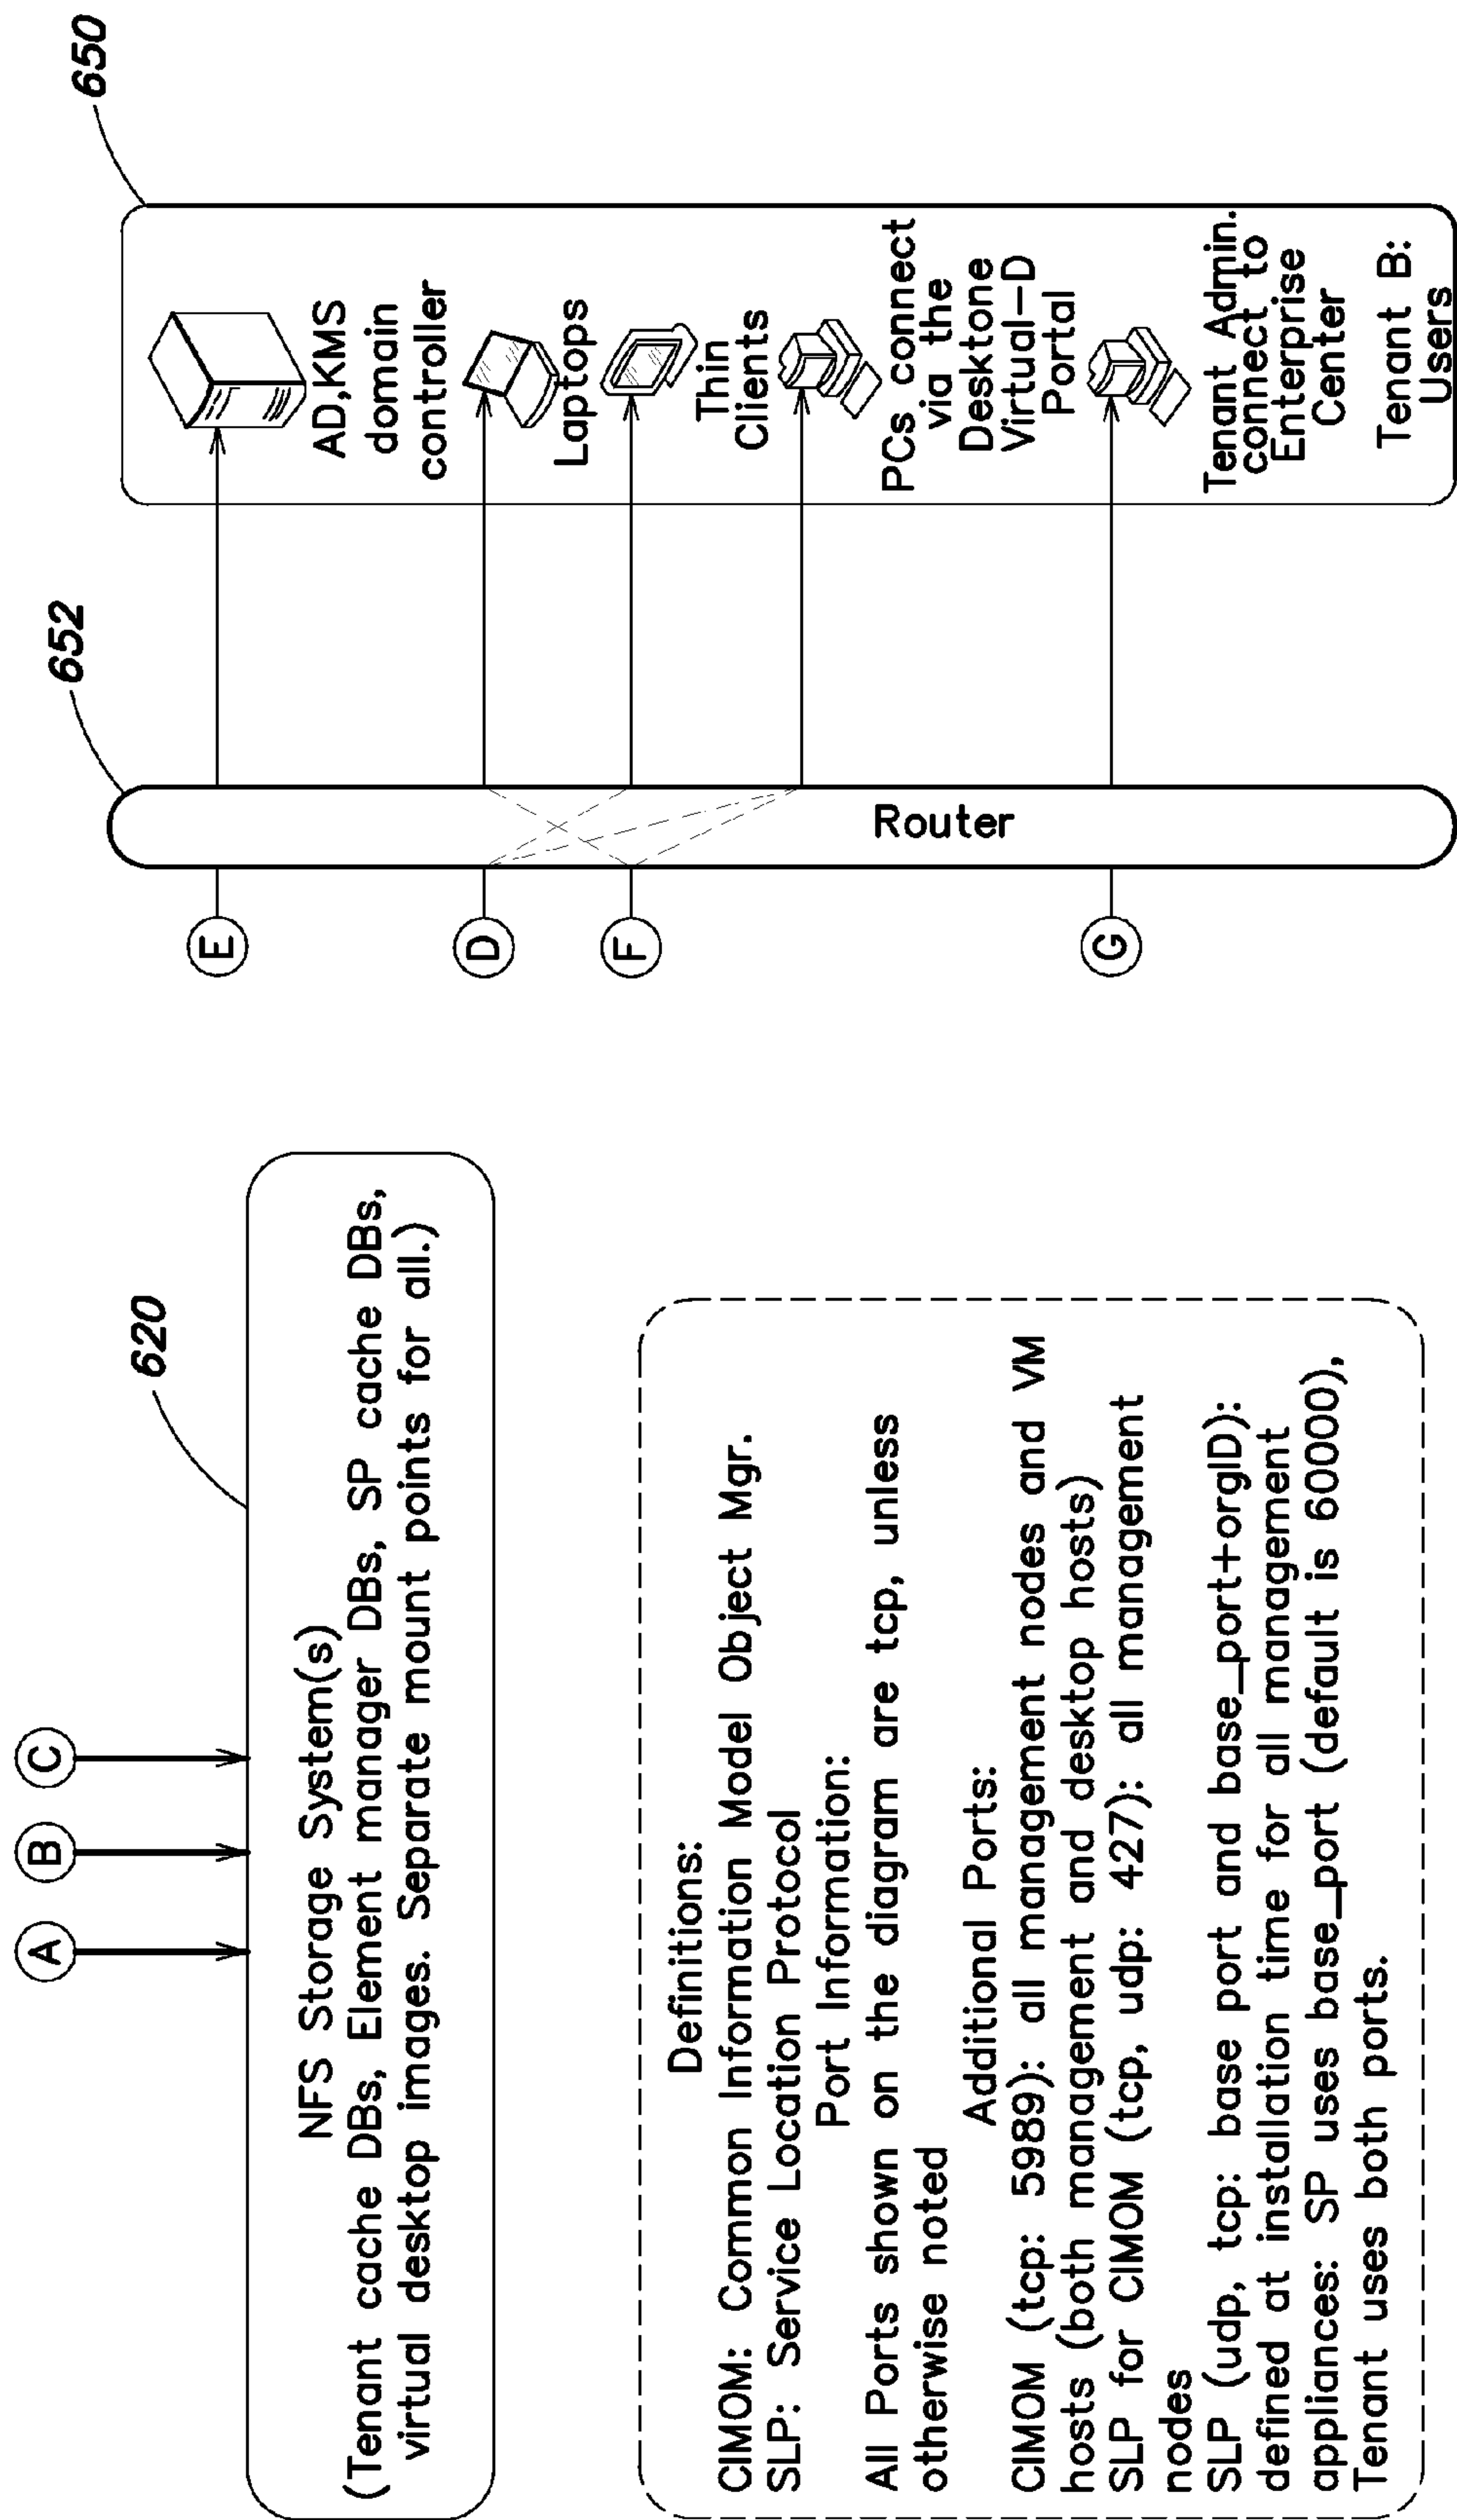 A
B
C
620
NFS Storage System(s)
(Tenant cache DBs, Element manager DBs, SP cache DBs,
virtual desktop images. Separate mount points for all.)
Definitions:
CIMOM: Common Information Model Object Mgr.
SLP: Service Location Protocol
Port Information:
All Ports shown on the diagram are tcp, unless
otherwise noted
Additional Ports:
CIMOM (tcp: 5989): all management nodes and VM
hosts (both management and desktop hosts)
SLP for CIMOM (tcp, udp: 427): all management
nodes
SLP (udp, tcp: base port and base_port+orgID):
defined at installation time for all management
appliances: SP uses base_port (default is 6000),
Tenant uses both ports.
652
650
E
D
F
G
Router
AD,KMS
domain
controller
Laptops
Thin
Clients
PCs connect
via the
Desktone
Virtual-D
Portal
Tenant Admin.
connect to
Enterprise
Center
Tenant B:
Users